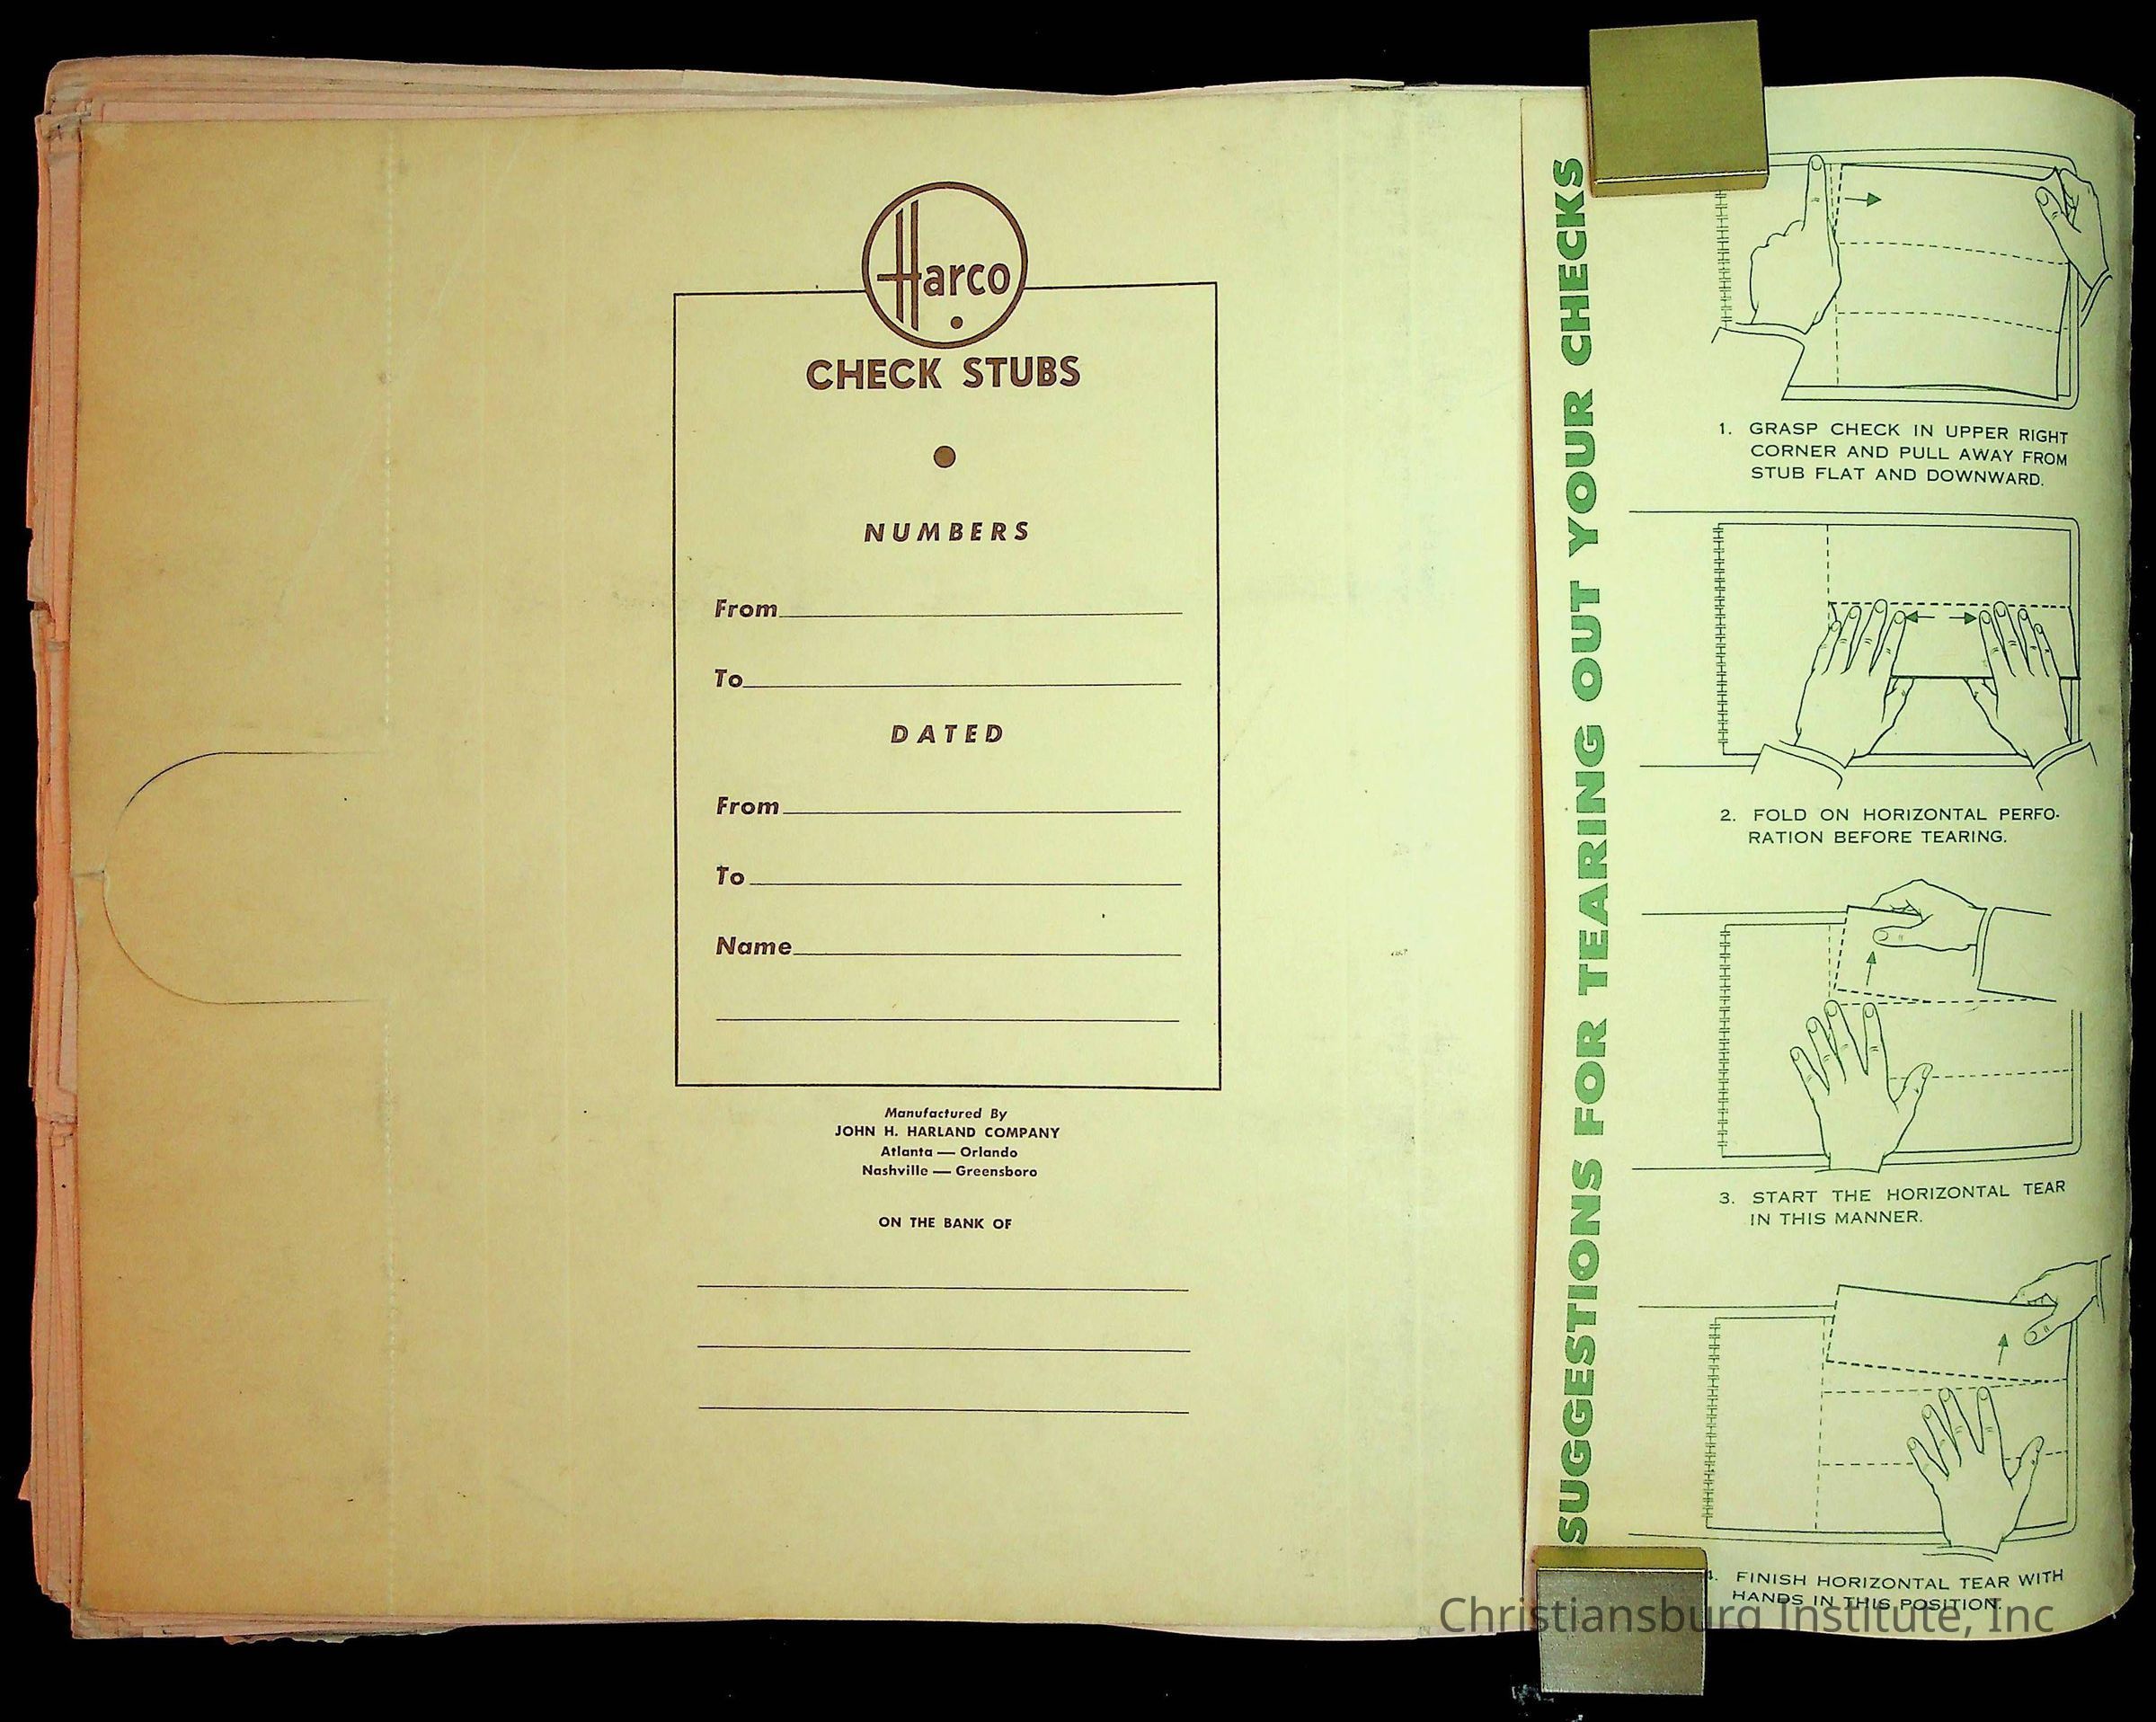 Harco
CHECK STUBS
NUMBERS
From
To
DATED
From
To
Name
Manufactured By
JOHN H. HARLAND COMPANY
Atlanta — Orlando
Nashville — Greensboro
ON THE BANK OF
SUGGESTIONS FOR TEARING OUT YOUR CHECKS
1. GRASP CHECK IN UPPER RIGHT
CORNER AND PULL AWAY FROM
STUB FLAT AND DOWNWARD.
2. FOLD ON HORIZONTAL PERFO-
RATION BEFORE TEARING.
3. START THE HORIZONTAL TEAR
IN THIS MANNER.
4. FINISH HORIZONTAL TEAR WITH
HANDS IN THIS POSITION.
Christiansburg Institute, Inc